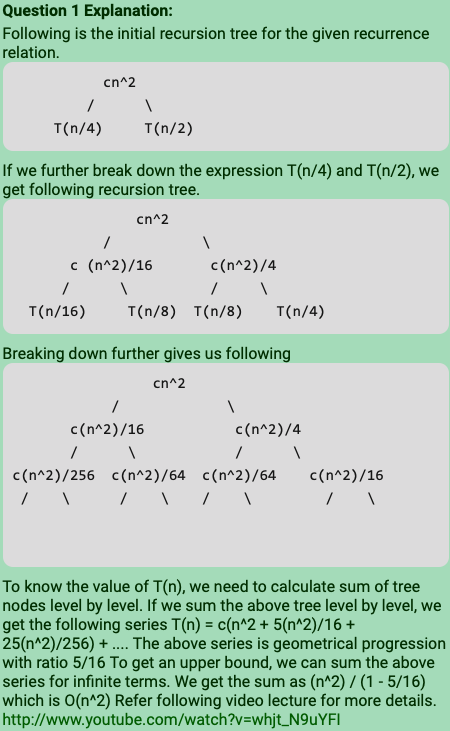 Question 1 Explanation:
Following is the initial recursion tree for the given recurrence
relation.
cn^2
/ \
T(n/4) T(n/2)
If we further break down the expression T(n/4) and T(n/2), we
get following recursion tree.
cn^2
/ \
c (n^2)/16 c(n^2)/4
/ \ / \
T(n/16) T(n/8) T(n/8) T(n/4)
Breaking down further gives us following
cn^2
/ \
c(n^2)/16 c(n^2)/4
/ \ / \
c(n^2)/256 c(n^2)/64 c(n^2)/64 c(n^2)/16
/ \ / \ / \ / \
To know the value of T(n), we need to calculate sum of tree
nodes level by level. If we sum the above tree level by level, we
get the following series T(n) = c(n^2 + 5(n^2)/16 +
25(n^2)/256) + .... The above series is geometrical progression
with ratio 5/16 To get an upper bound, we can sum the above
series for infinite terms. We get the sum as (n^2) / (1 - 5/16)
which is O(n^2) Refer following video lecture for more details.
http://www.youtube.com/watch?v=whjt_N9uYFI